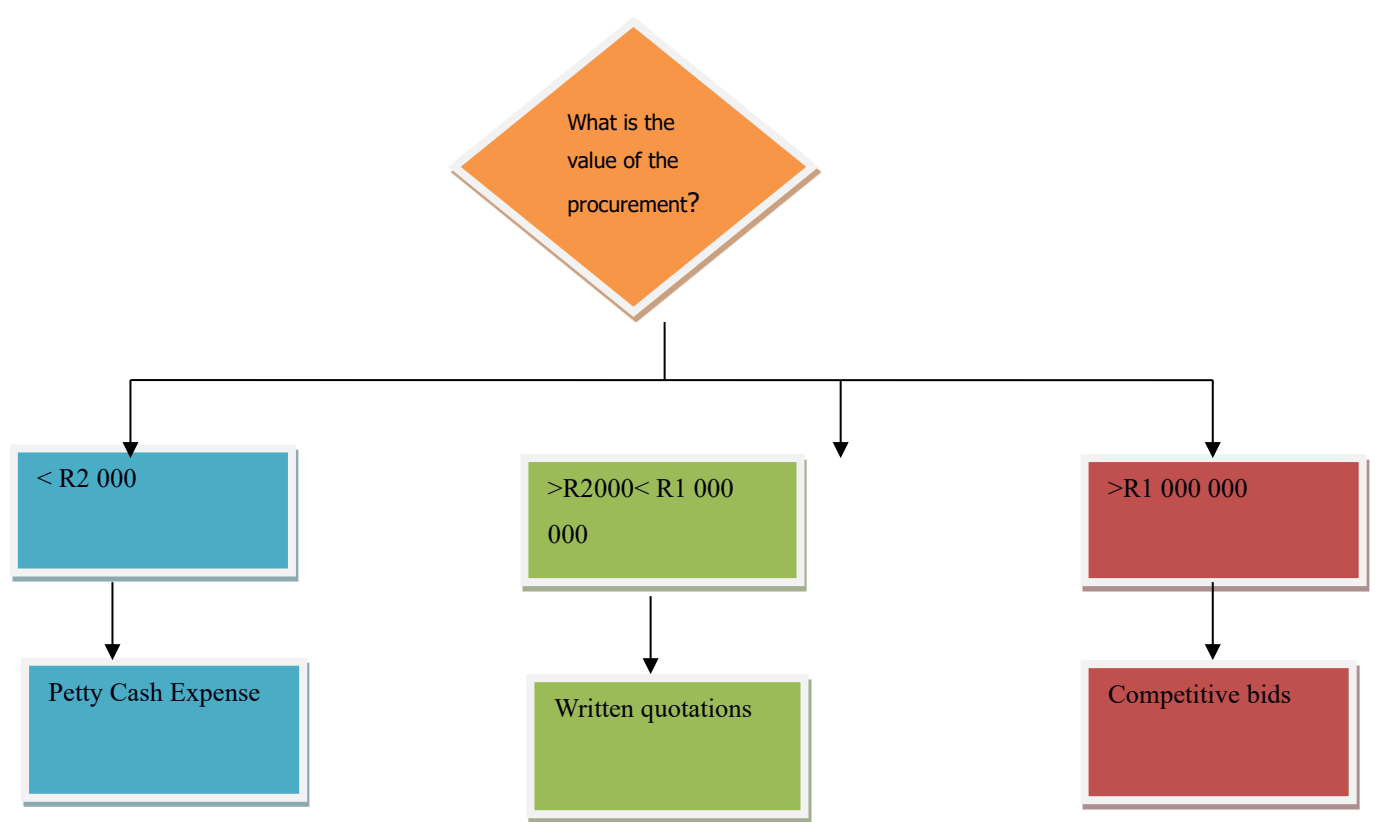 What is the
value of the
procurement?
< R2 000
>R2000< R1 000
000
>R1 000 000
Petty Cash Expense
Written quotations
Competitive bids